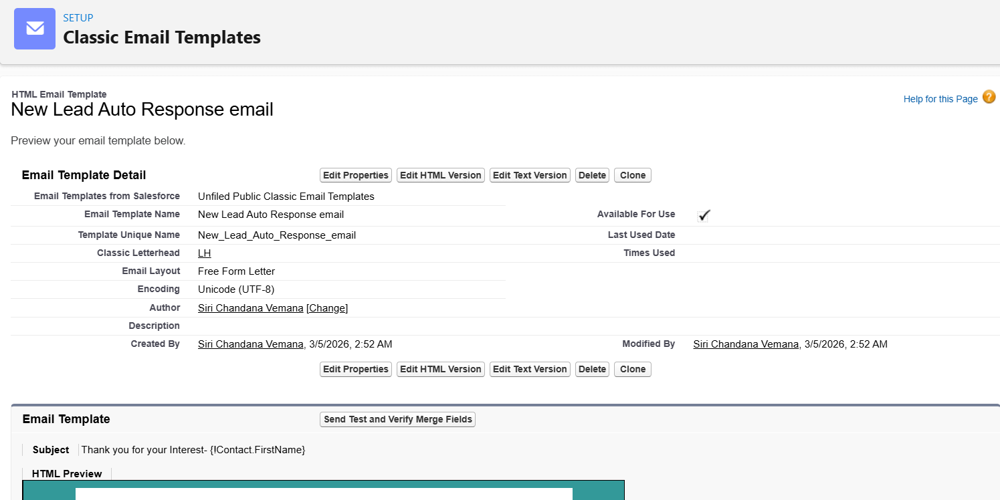 SETUP
Classic Email Templates
HTML Email Template
New Lead Auto Response email
Help for this Page ?
Preview your email template below.
Email Template Detail
Edit Properties Edit HTML Version Edit Text Version Delete Clone
Email Templates from Salesforce Unfiled Public Classic Email Templates
Email Template Name New Lead Auto Response email Available For Use
Template Unique Name New_Lead_Auto_Response_email Last Used Date
Classic Letterhead LH Times Used
Email Layout Free Form Letter
Encoding Unicode (UTF-8)
Author Siri Chandana Vemana [Change]
Description
Created By Siri Chandana Vemana, 3/5/2026, 2:52 AM Modified By Siri Chandana Vemana, 3/5/2026, 2:52 AM
Edit Properties Edit HTML Version Edit Text Version Delete Clone
Email Template Send Test and Verify Merge Fields
Subject Thank you for your Interest- {!Contact.FirstName}
HTML Preview